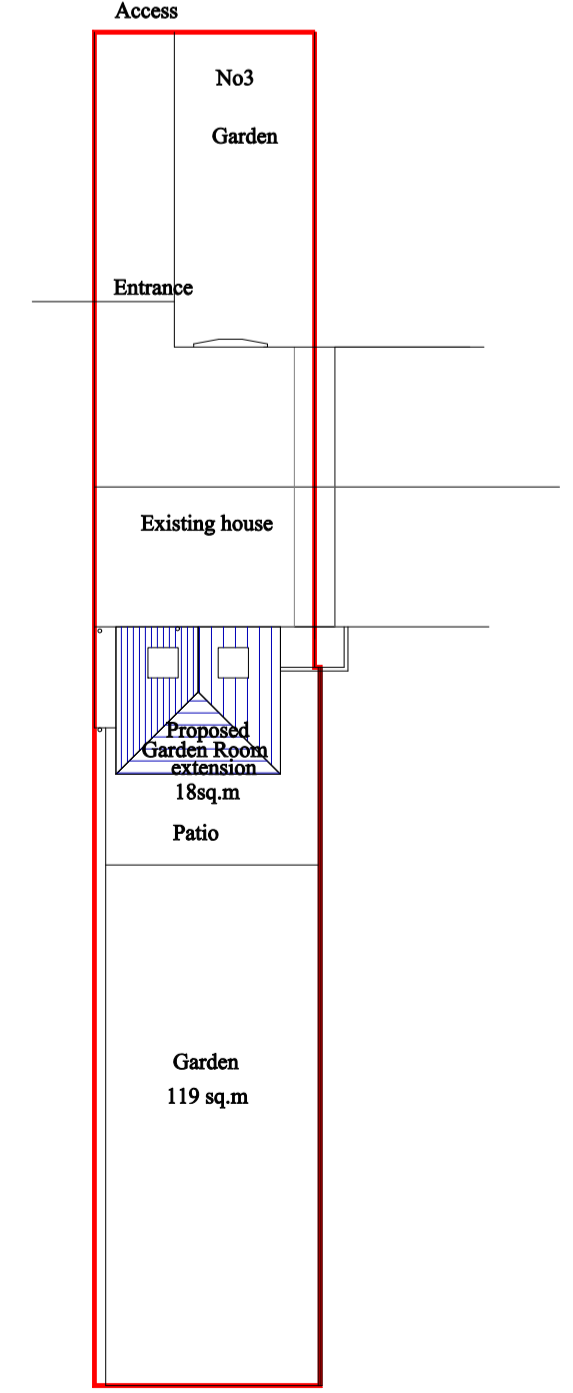 Access
No3
Garden
Entrance
Existing house
Proposed
Garden Room
extension
18sq.m
Patio
Garden
119 sq.m